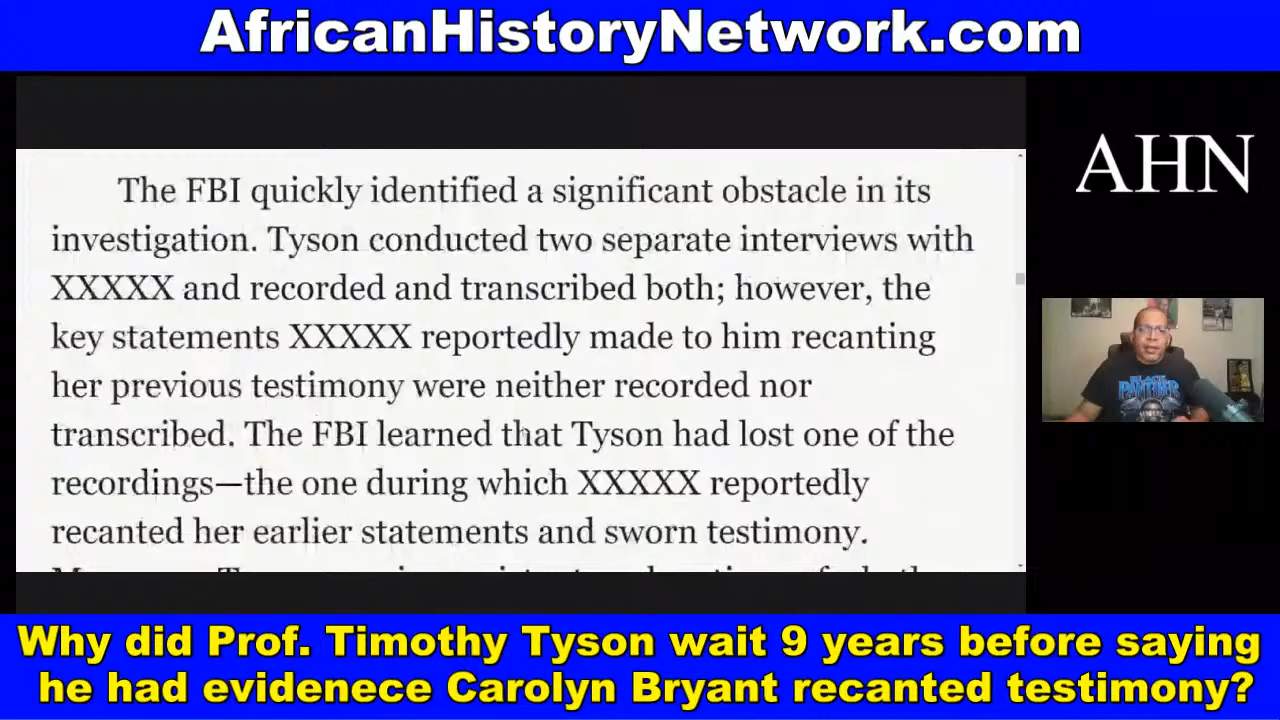 AfricanHistoryNetwork.com
AHN
The FBI quickly identified a significant obstacle in its
investigation. Tyson conducted two separate interviews with
XXXXX and recorded and transcribed both; however, the
key statements XXXXX reportedly made to him recanting
her previous testimony were neither recorded nor
transcribed. The FBI learned that Tyson had lost one of the
recordings—the one during which XXXXX reportedly
recanted her earlier statements and sworn testimony.
BLACK
PANTHER
Why did Prof. Timothy Tyson wait 9 years before saying
he had evidenece Carolyn Bryant recanted testimony?